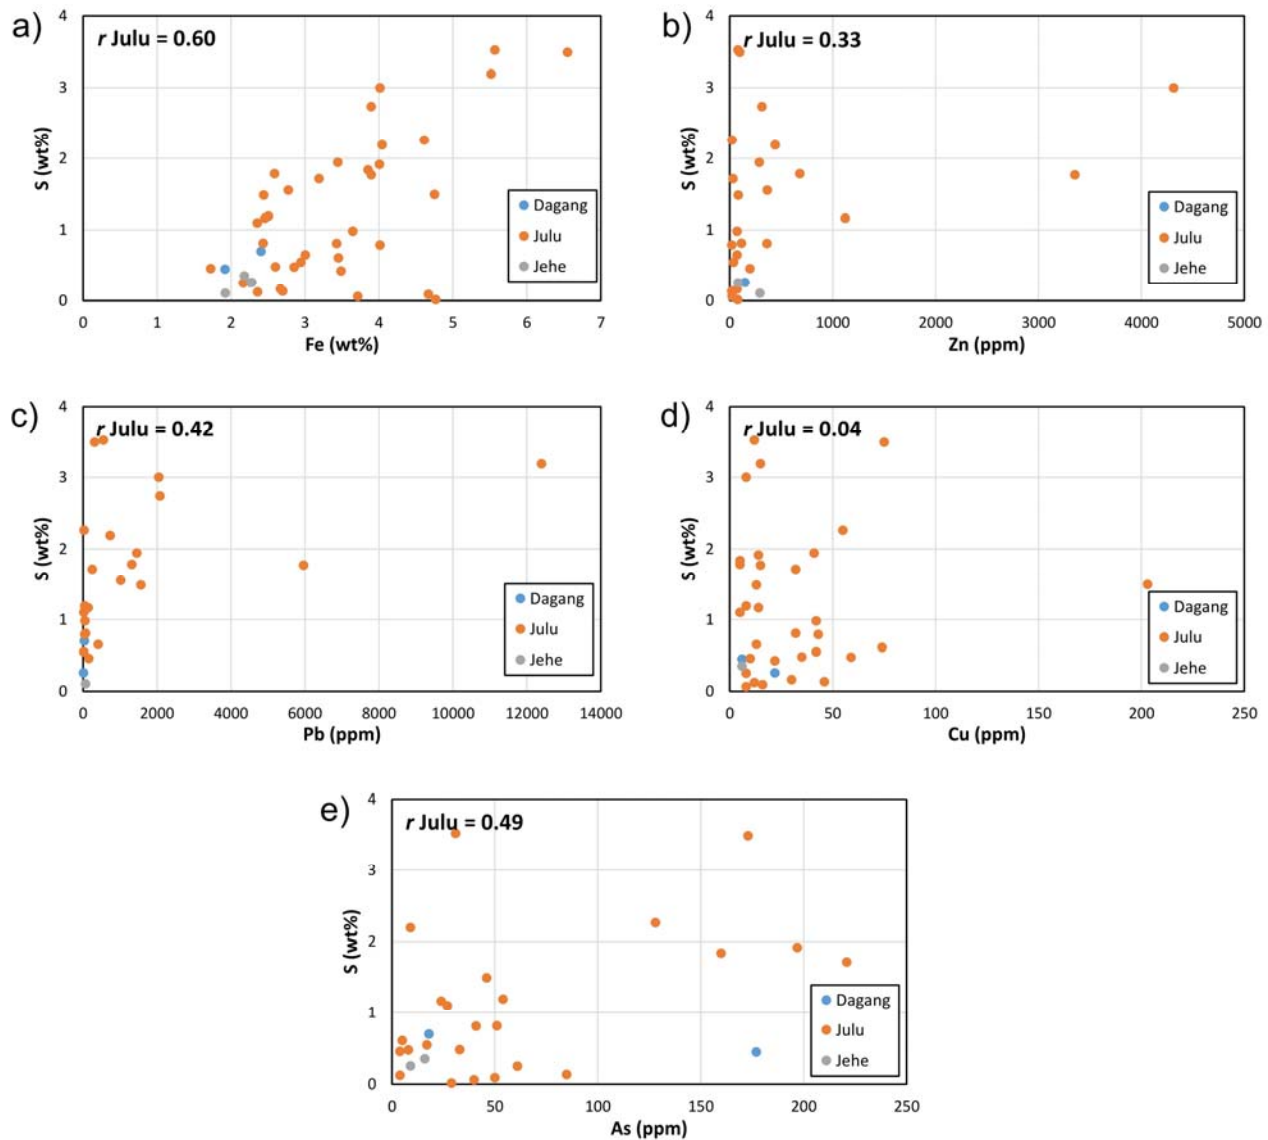 a)
r Julu = 0.60
4
3
2
1
0
S (wt%)
0 1 2 3 4 5 6 7
Fe (wt%)
Dagang
Julu
Jehe
b)
r Julu = 0.33
4
3
2
1
0
S (wt%)
0 1000 2000 3000 4000 5000
Zn (ppm)
Dagang
Julu
Jehe
c)
r Julu = 0.42
4
3
2
1
0
S (wt%)
0 2000 4000 6000 8000 10000 12000 14000
Pb (ppm)
Dagang
Julu
Jehe
d)
r Julu = 0.04
4
3
2
1
0
S (wt%)
0 50 100 150 200 250
Cu (ppm)
Dagang
Julu
Jehe
e)
r Julu = 0.49
4
3
2
1
0
S (wt%)
0 50 100 150 200 250
As (ppm)
Dagang
Julu
Jehe